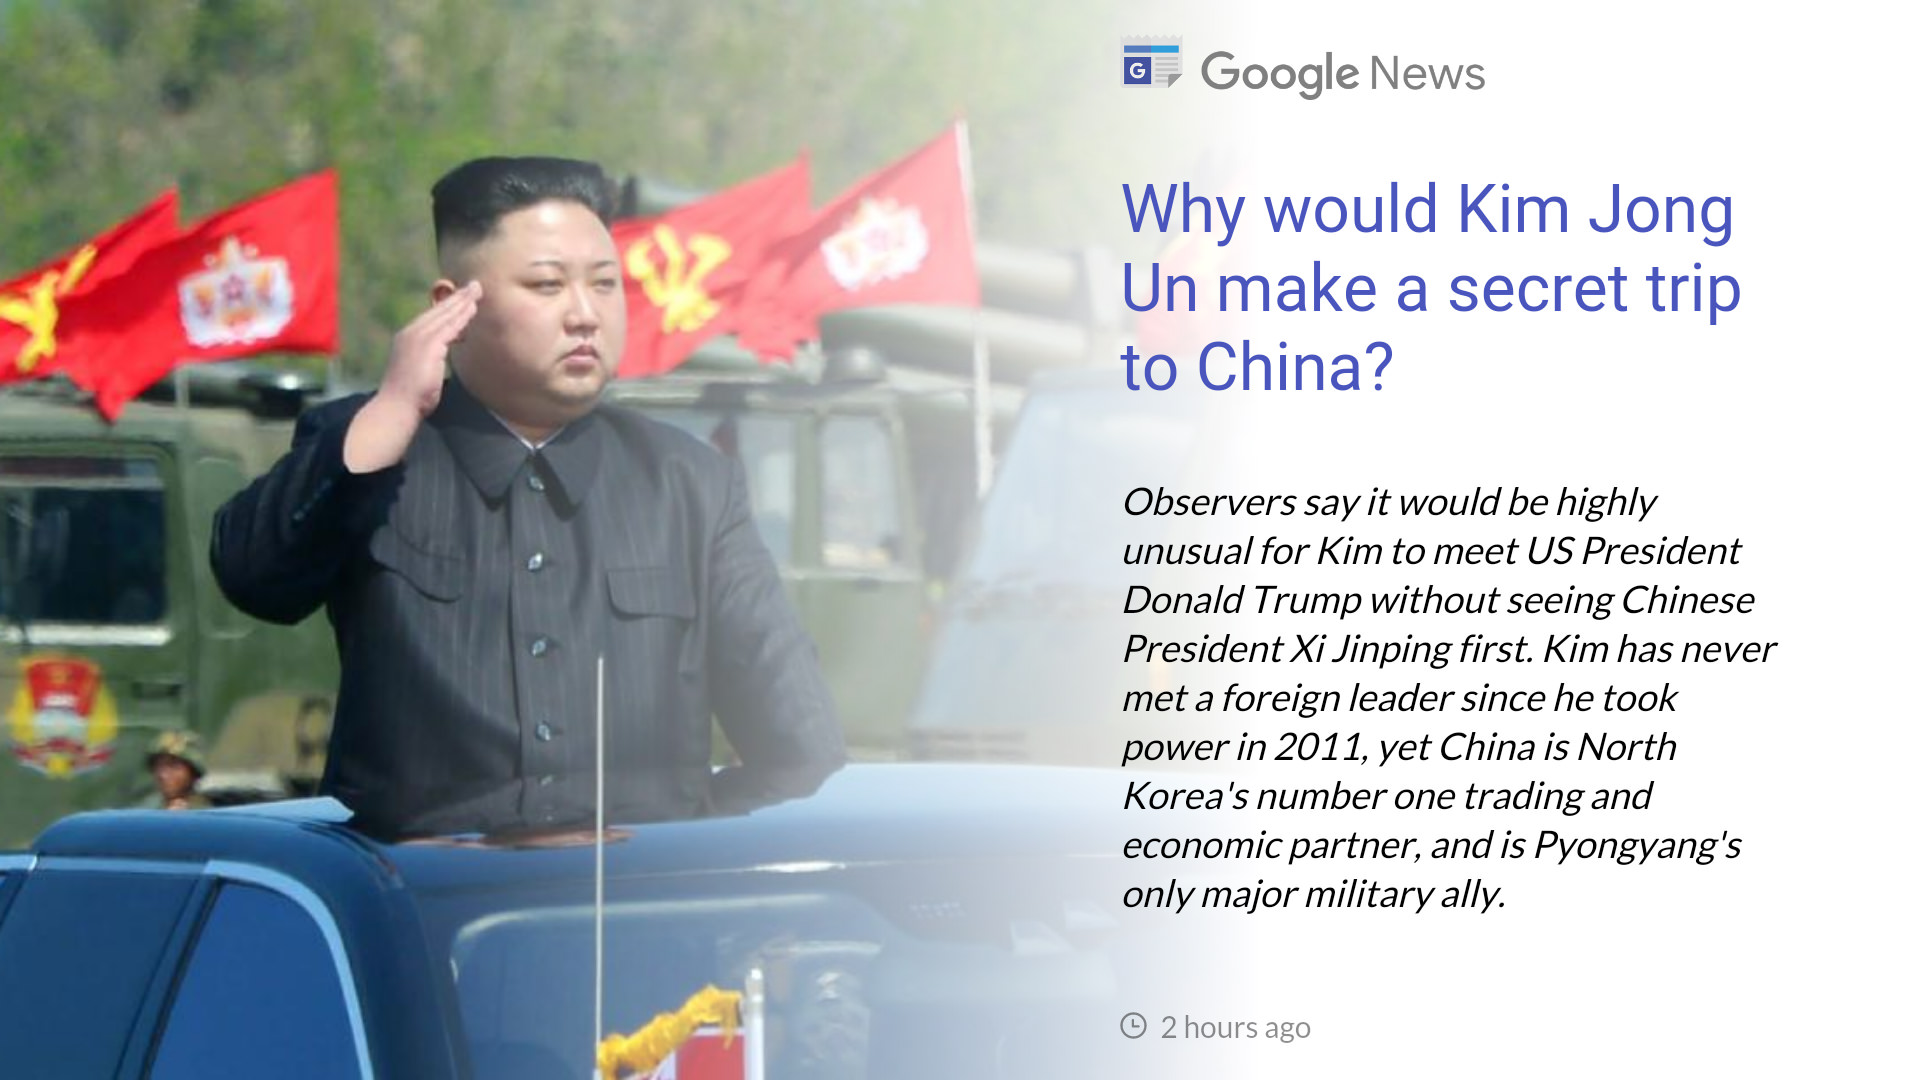 Google News
Why would Kim Jong
Un make a secret trip
to China?
Observers say it would be highly
unusual for Kim to meet US President
Donald Trump without seeing Chinese
President Xi Jinping first. Kim has never
met a foreign leader since he took
power in 2011, yet China is North
Korea's number one trading and
economic partner, and is Pyongyang's
only major military ally.
2 hours ago